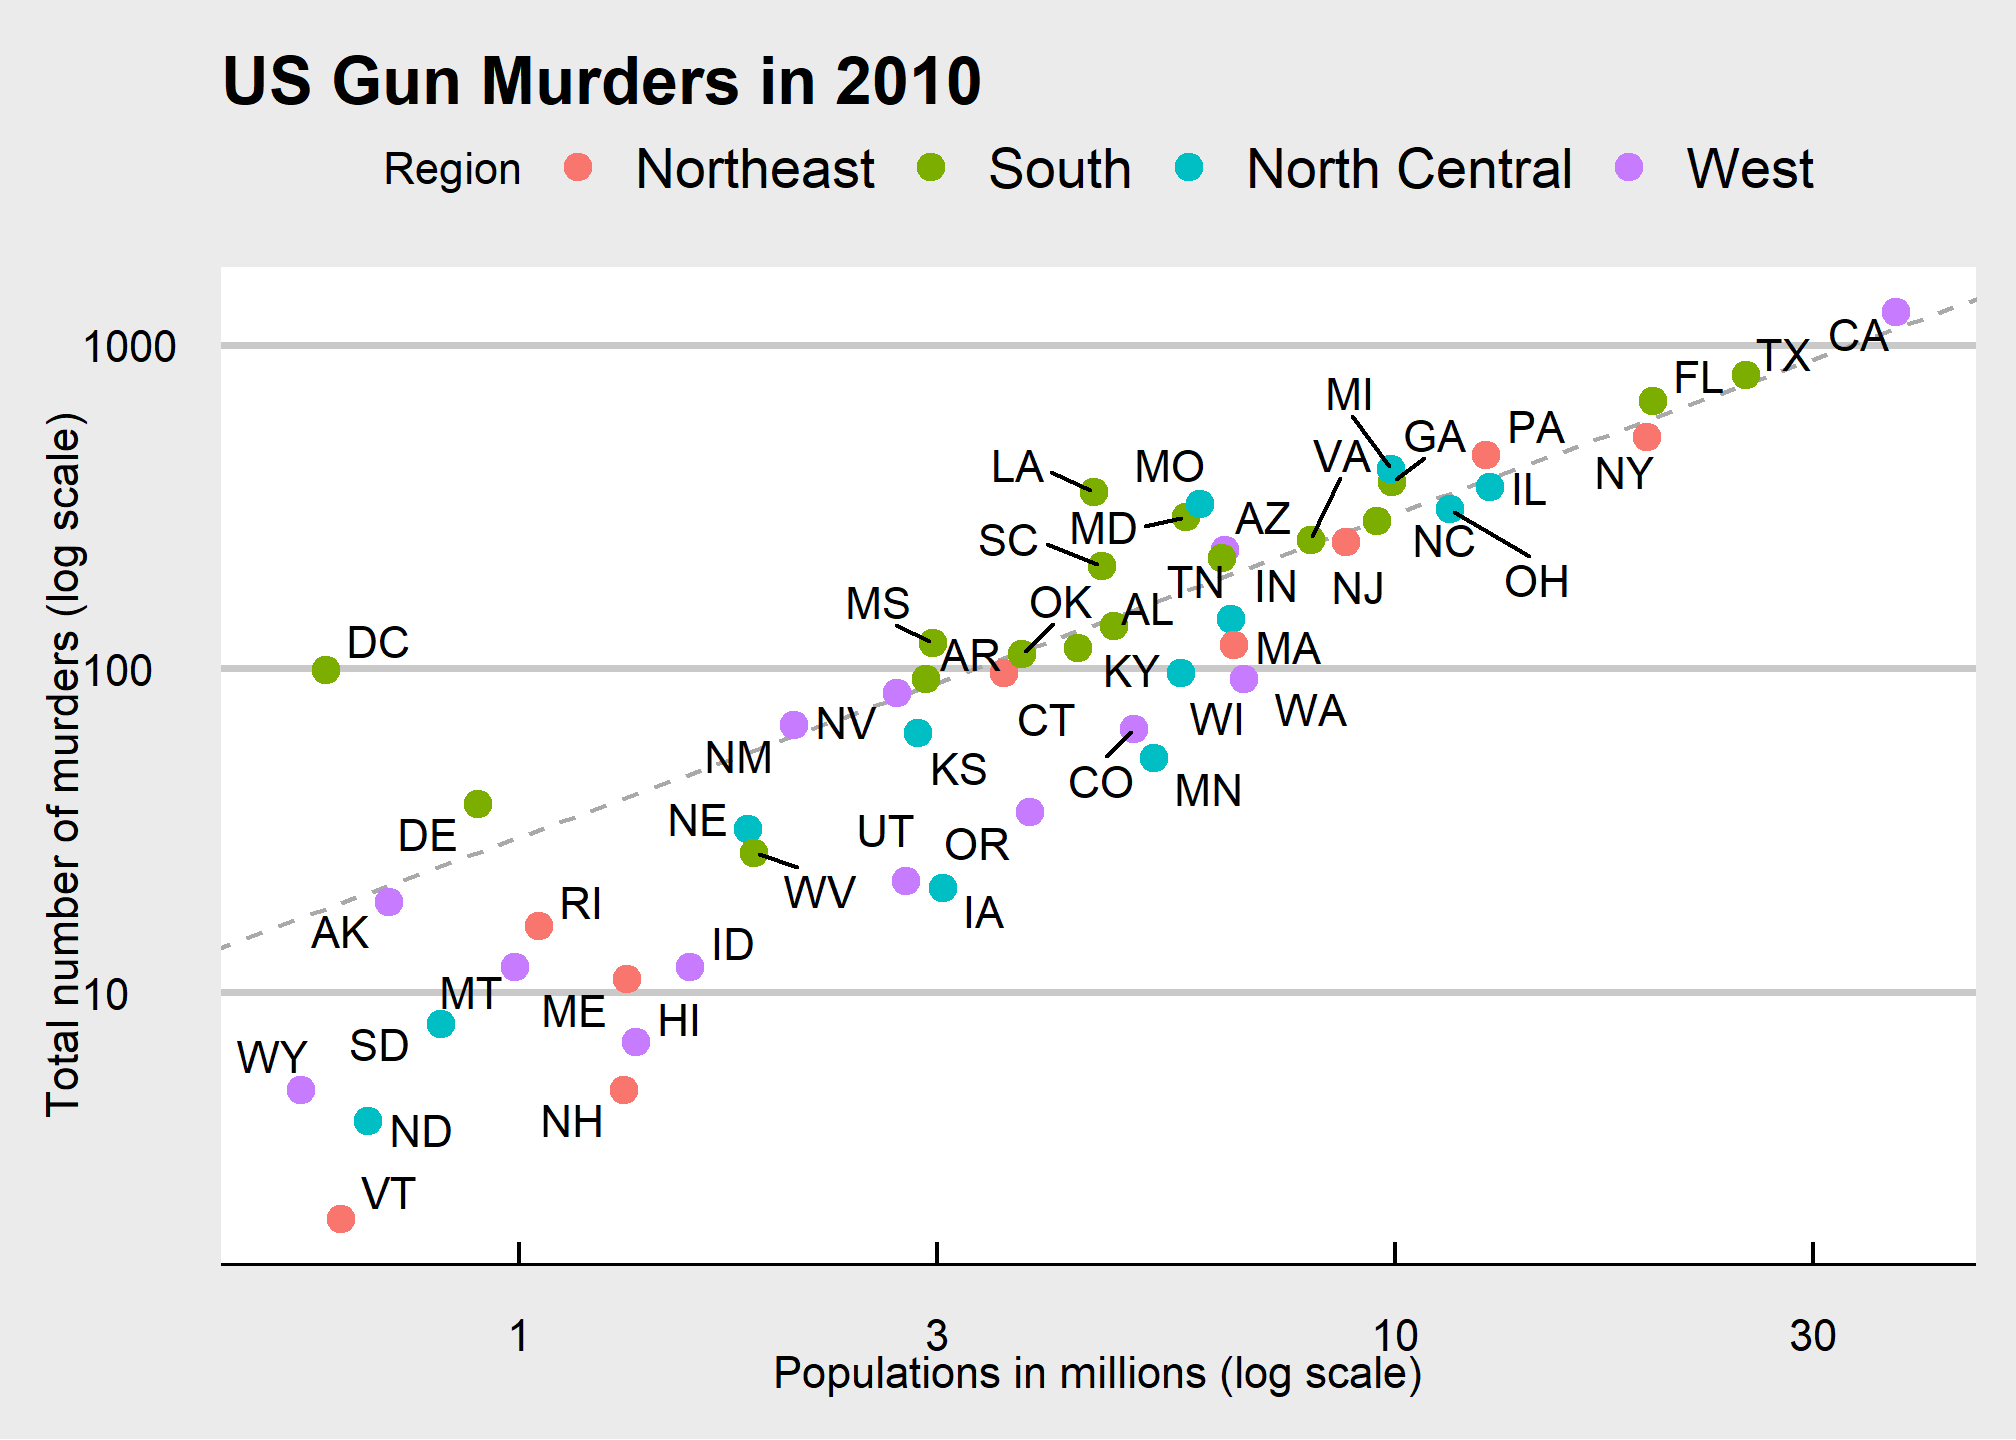 US Gun Murders in 2010
Region Northeast South North Central West
Total number of murders (log scale)
1000
100
10
CA
TX
FL
MI
PA
GA
VA
NY
LA
MO
IL
MD
AZ
SC
NC
OH
TN
IN
NJ
MS
OK
AL
DC
AR
MA
KY
CT
WI
WA
NV
NM
KS
CO
MN
NE
UT
DE
OR
WV
RI
IA
AK
ID
MT
ME
HI
SD
WY
NH
ND
VT
1 3 10 30
Populations in millions (log scale)